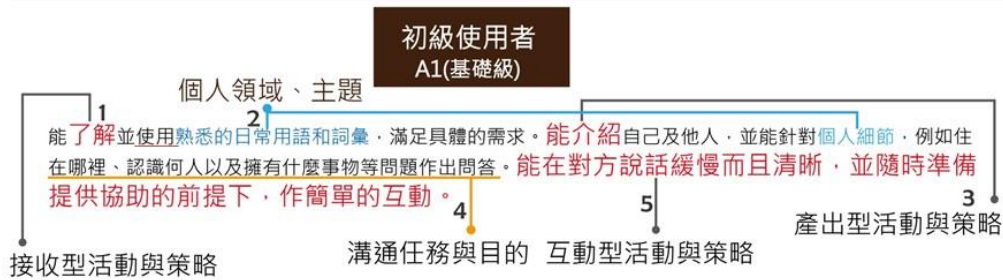 初級使用者
A1(基礎級)
個人領域、主題
1
2
能了解並使用熟悉的日常用語和詞彙，滿足具體的需求。能介紹自己及他人，並能針對個人細節，例如住
在哪裡、認識何人以及擁有什麼事物等問題作出問答。能在對方說話緩慢而且清晰，並隨時準備
提供協助的前提下，作簡單的互動。
4
5
3
接收型活動與策略
溝通任務與目的
互動型活動與策略
產出型活動與策略